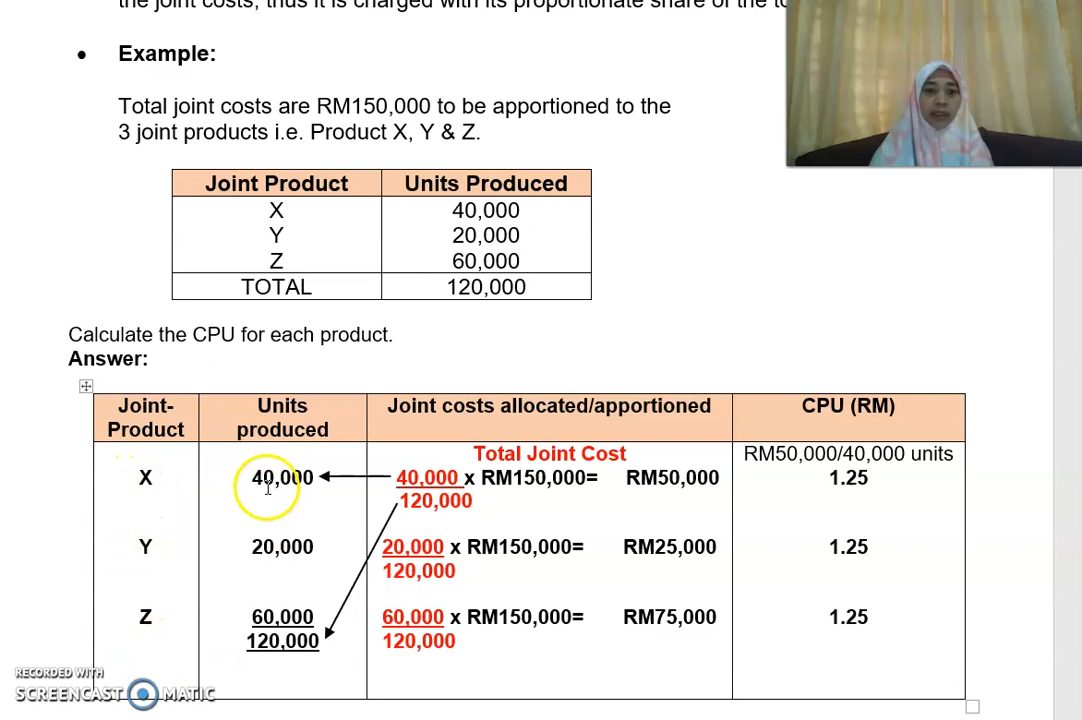 the joint costs, thus it is charged with its proportionate share of the to
• Example:
Total joint costs are RM150,000 to be apportioned to the
3 joint products i.e. Product X, Y & Z.
Joint Product Units Produced
X 40,000
Y 20,000
Z 60,000
TOTAL 120,000
Calculate the CPU for each product.
Answer:
Joint-Product Units produced Joint costs allocated/apportioned CPU (RM)
Total Joint Cost RM50,000/40,000 units
X 40,000 40,000 x RM150,000= RM50,000 1.25
120,000
Y 20,000 20,000 x RM150,000= RM25,000 1.25
120,000
Z 60,000 60,000 x RM150,000= RM75,000 1.25
120,000 120,000
RECORDED WITH
SCREENCAST MATIC